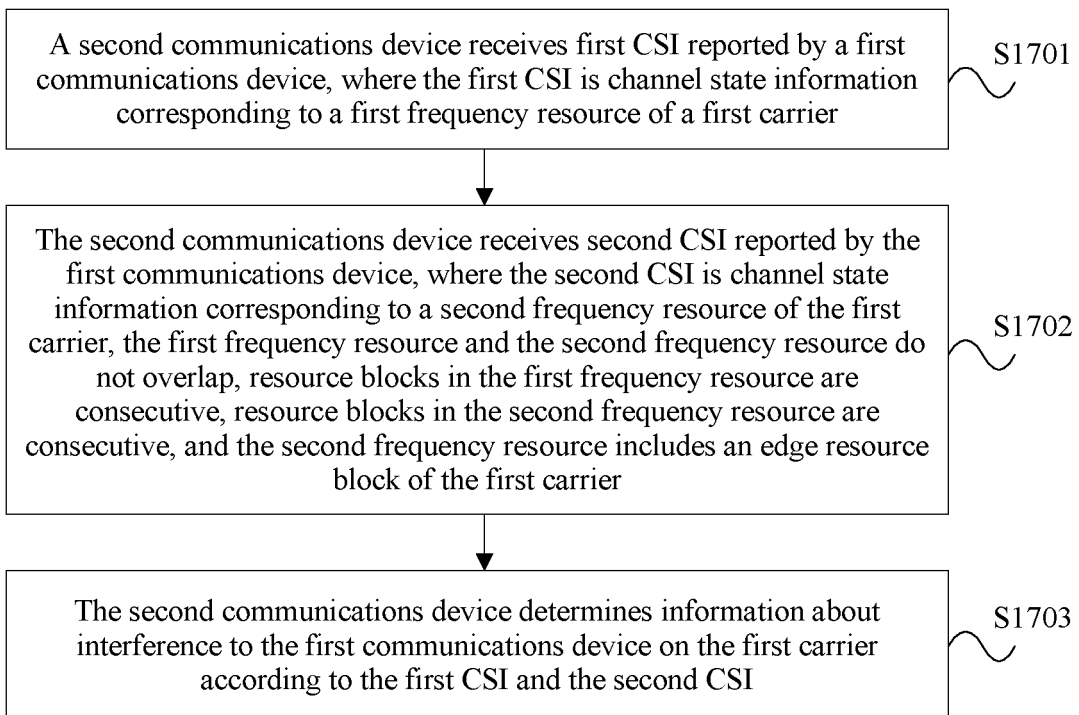 A second communications device receives first CSI reported by a first
communications device, where the first CSI is channel state information
corresponding to a first frequency resource of a first carrier
S1701
The second communications device receives second CSI reported by the
first communications device, where the second CSI is channel state
information corresponding to a second frequency resource of the first
carrier, the first frequency resource and the second frequency resource do
not overlap, resource blocks in the first frequency resource are
consecutive, resource blocks in the second frequency resource are
consecutive, and the second frequency resource includes an edge resource
block of the first carrier
S1702
The second communications device determines information about
interference to the first communications device on the first carrier
according to the first CSI and the second CSI
S1703